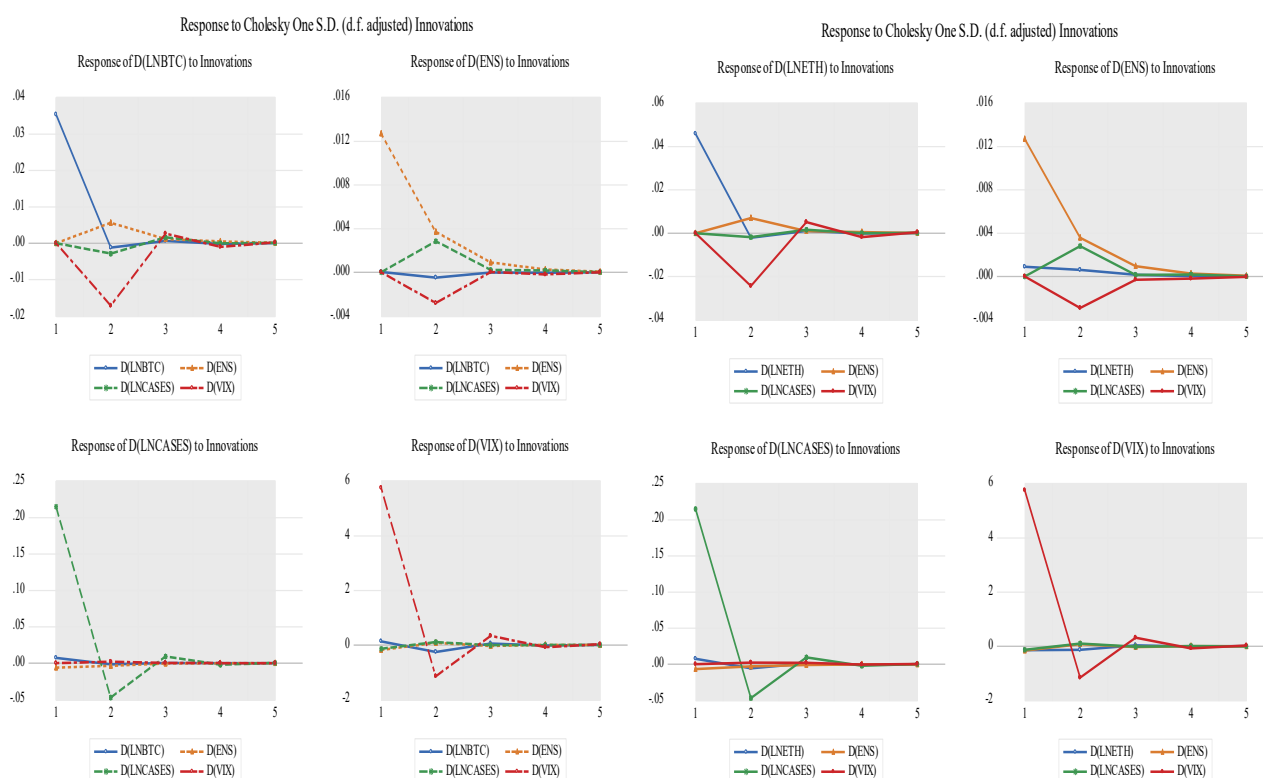 Response to Cholesky One S.D. (d.f. adjusted) Innovations
Response of D(LNBTC) to Innovations
.04
.03
.02
.01
.00
-.01
-.02
1 2 3 4 5
D(LNBTC) D(ENS)
D(LNCASES) D(VIX)
Response of D(ENS) to Innovations
.016
.012
.008
.004
.000
-.004
1 2 3 4 5
D(LNBTC) D(ENS)
D(LNCASES) D(VIX)
Response of D(LNCASES) to Innovations
.25
.20
.15
.10
.05
.00
-.05
1 2 3 4 5
D(LNBTC) D(ENS)
D(LNCASES) D(VIX)
Response of D(VIX) to Innovations
6
4
2
0
-2
1 2 3 4 5
D(LNBTC) D(ENS)
D(LNCASES) D(VIX)
Response to Cholesky One S.D. (d.f. adjusted) Innovations
Response of D(LNETH) to Innovations
.06
.04
.02
.00
-.02
-.04
1 2 3 4 5
D(LNETH) D(ENS)
D(LNCASES) D(VIX)
Response of D(ENS) to Innovations
.016
.012
.008
.004
.000
-.004
1 2 3 4 5
D(LNETH) D(ENS)
D(LNCASES) D(VIX)
Response of D(LNCASES) to Innovations
.25
.20
.15
.10
.05
.00
-.05
1 2 3 4 5
D(LNETH) D(ENS)
D(LNCASES) D(VIX)
Response of D(VIX) to Innovations
6
4
2
0
-2
1 2 3 4 5
D(LNETH) D(ENS)
D(LNCASES) D(VIX)